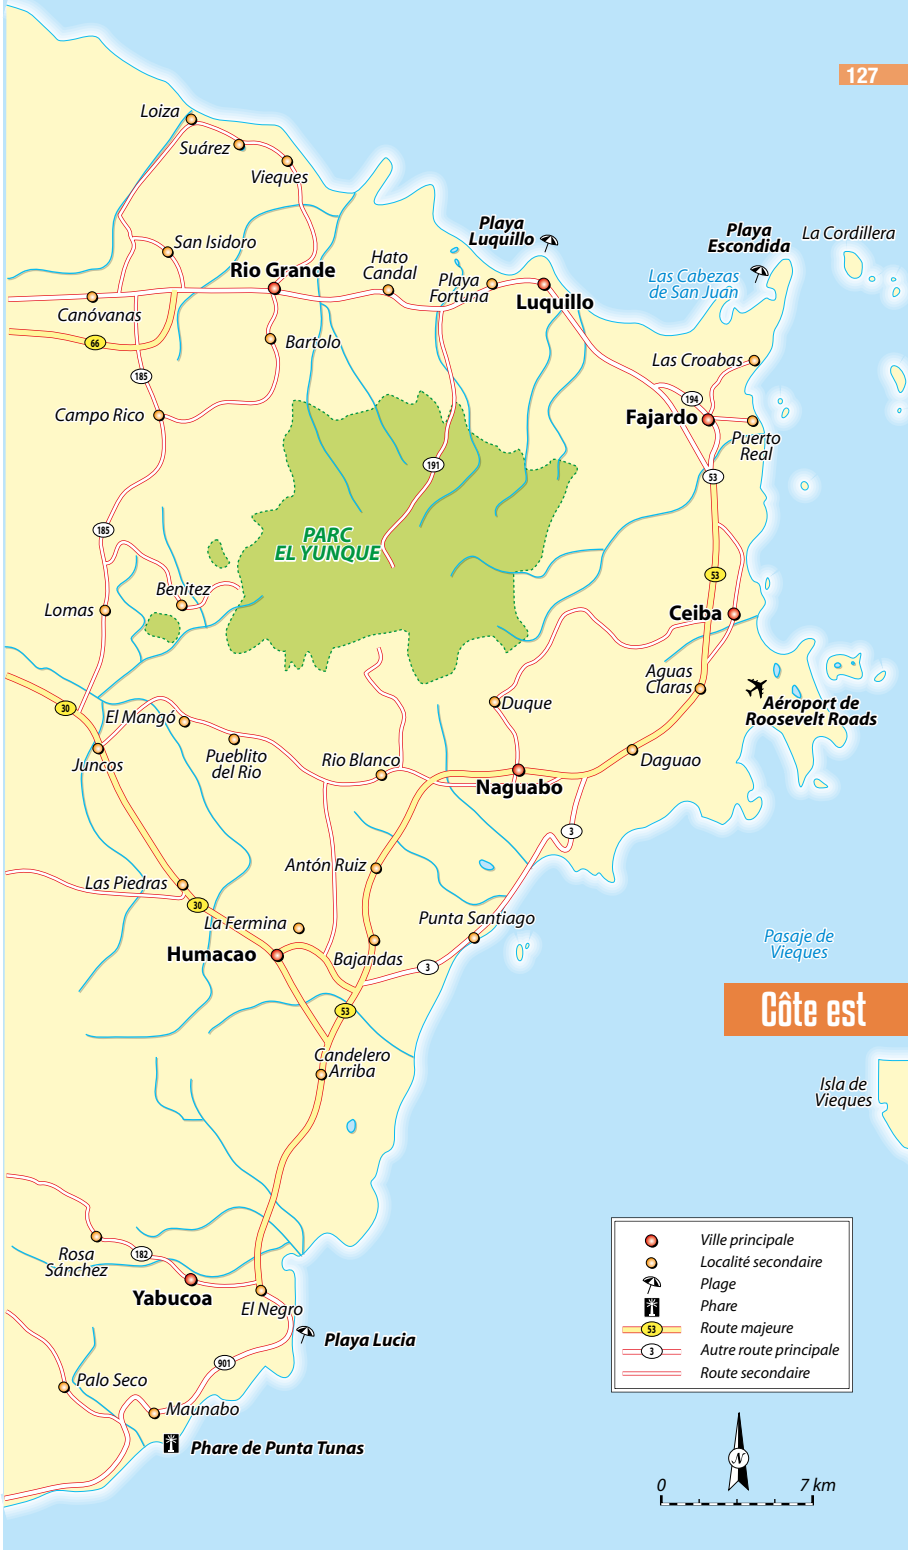 127
Loiza
Suárez
Vieques
San Isidoro
Rio Grande
Hato
Candal
Playa
Fortuna
Playa
Luquillo
Luquillo
Playa
Escondida
La Cordillera
Las Cabezas
de San Juan
Canóvanas
66
Bartolo
185
Campo Rico
Las Croabas
194
Fajardo
Puerto
Real
191
53
185
PARC
EL YUNQUE
53
Benitez
Lomas
Ceiba
Aguas
Claras
Aéroport de
Roosevelt Roads
30
El Mangó
Duque
Juncos
Pueblito
del Rio
Rio Blanco
Daguao
Naguabo
3
Antón Ruiz
Las Piedras
30
La Fermina
Punta Santiago
Humacao
Bajandas
3
Pasaje de
Vieques
53
Côte est
Candelero
Arriba
Isla de
Vieques
Rosa
Sánchez
182
Yabucoa
El Negro
Playa Lucia
901
Palo Seco
Maunabo
Phare de Punta Tunas
Ville principale
Localité secondaire
Plage
Phare
53 Route majeure
3 Autre route principale
Route secondaire
N
0 7 km